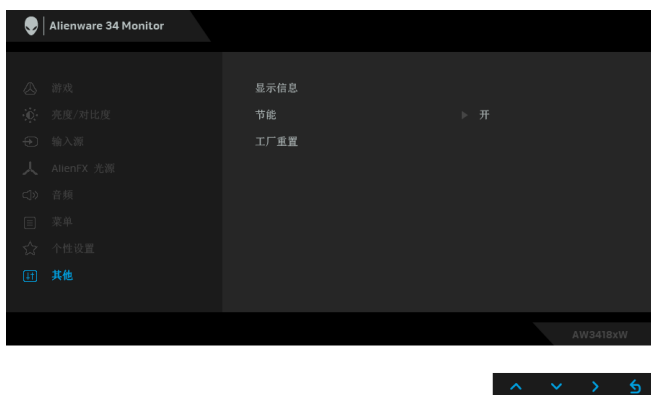 Alienware 34 Monitor
游戏
显示信息
亮度/对比度
节能
开
输入源
工厂重置
AlienFX 光源
音频
菜单
个性设置
其他
AW3418xW